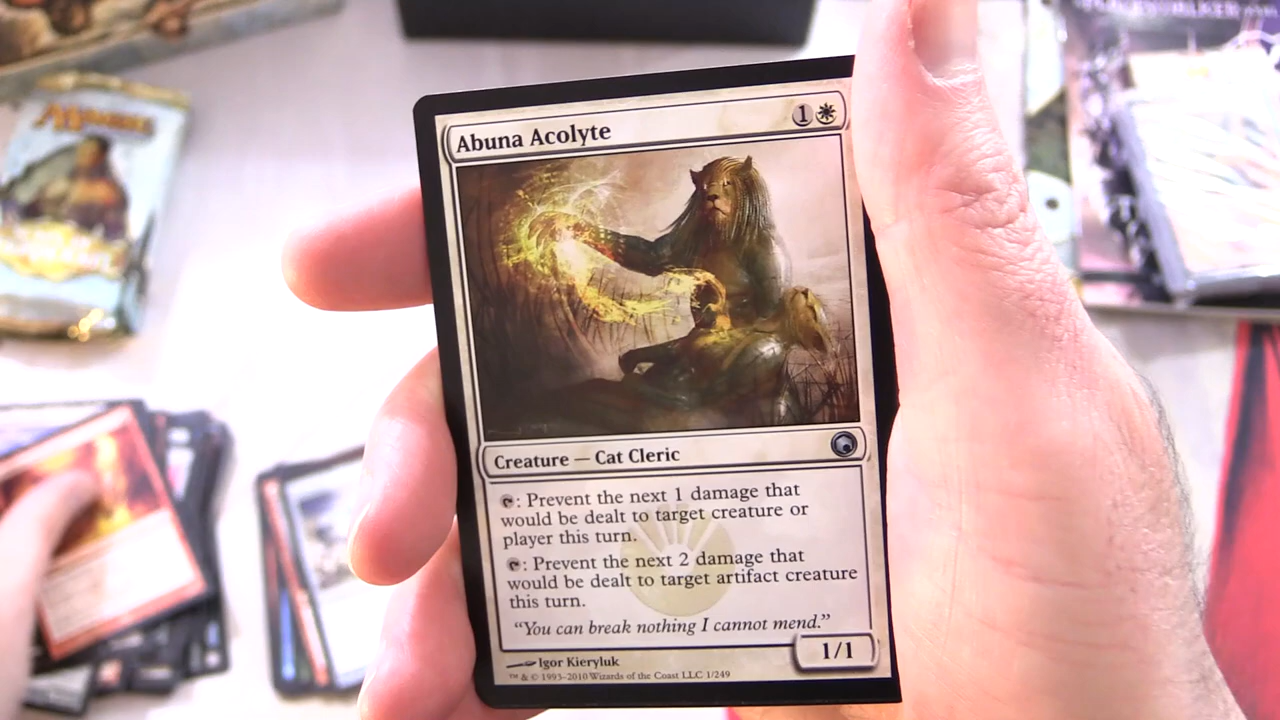 Abuna Acolyte
1
Creature — Cat Cleric
: Prevent the next 1 damage that
would be dealt to target creature or
player this turn.
: Prevent the next 2 damage that
would be dealt to target artifact creature
this turn.
“You can break nothing I cannot mend.”
1/1
Igor Kieryluk
™ & © 1993–2010 Wizards of the Coast LLC 1/249
Magic